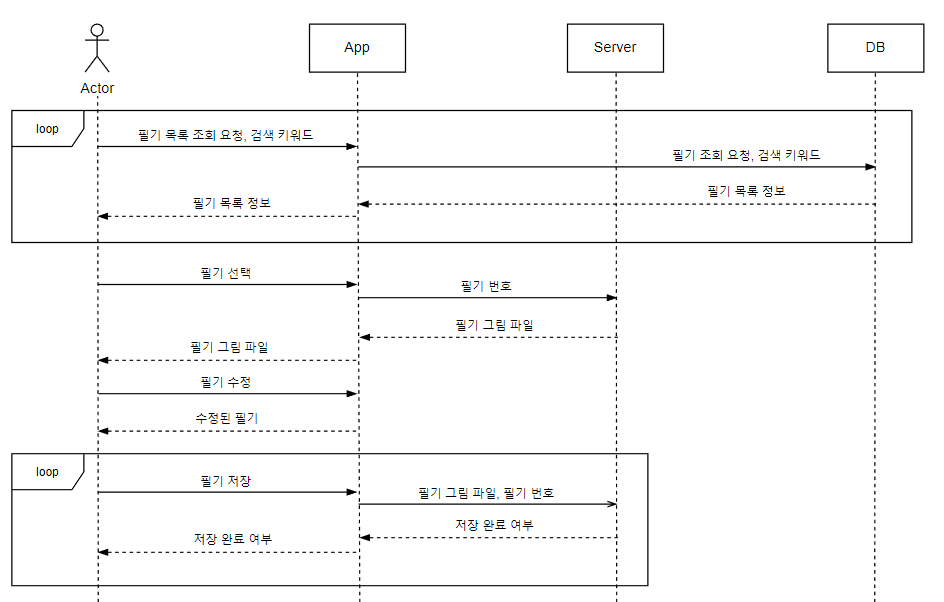 Actor
App
Server
DB
loop
필기 목록 조회 요청, 검색 키워드
필기 조회 요청, 검색 키워드
필기 목록 정보
필기 목록 정보
필기 선택
필기 번호
필기 그림 파일
필기 그림 파일
필기 수정
수정된 필기
loop
필기 저장
필기 그림 파일, 필기 번호
저장 완료 여부
저장 완료 여부